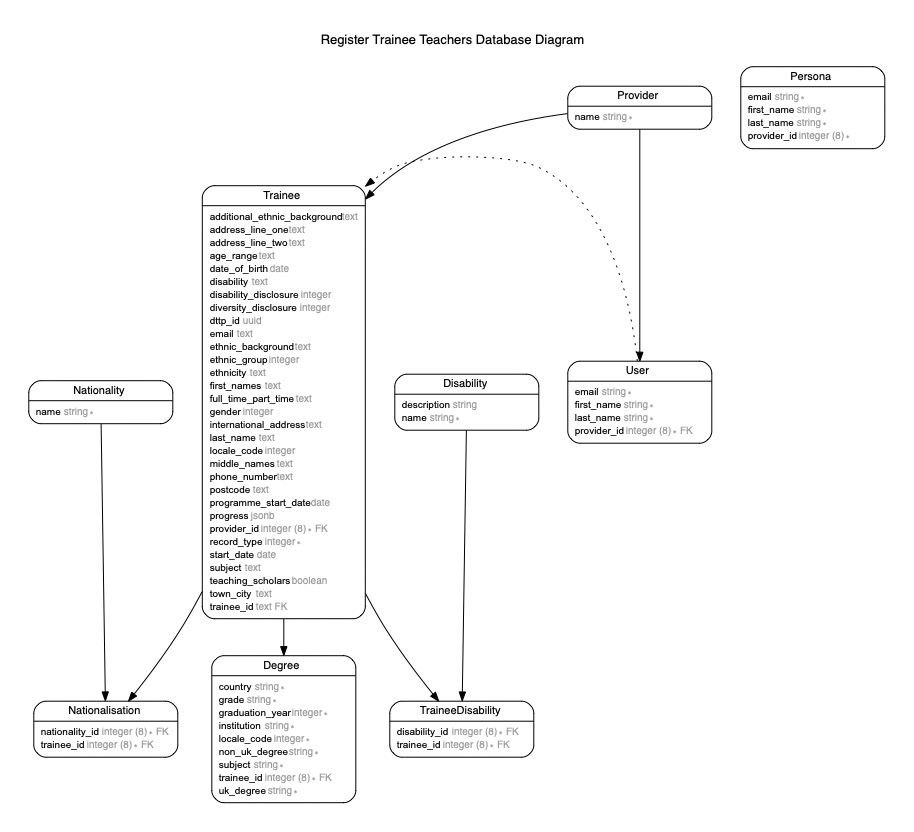 Register Trainee Teachers Database Diagram
Persona
email string *
first_name string *
last_name string *
provider_id integer (8) *
Provider
name string *
Trainee
additional_ethnic_background text
address_line_one text
address_line_two text
age_range text
date_of_birth date
disability text
disability_disclosure integer
diversity_disclosure integer
dttp_id uuid
email text
ethnic_background text
ethnic_group integer
ethnicity text
first_names text
full_time_part_time text
gender integer
international_address text
last_name text
locale_code integer
middle_names text
phone_number text
postcode text
programme_start_date date
progress jsonb
provider_id integer (8) * FK
record_type integer *
start_date date
subject text
teaching_scholars boolean
town_city text
trainee_id text FK
User
email string *
first_name string *
last_name string *
provider_id integer (8) * FK
Disability
description string
name string *
Nationality
name string *
Degree
country string *
grade string *
graduation_year integer *
institution string *
locale_code integer *
non_uk_degree string *
subject string *
trainee_id integer (8) * FK
uk_degree string *
Nationalisation
nationality_id integer (8) * FK
trainee_id integer (8) * FK
TraineeDisability
disability_id integer (8) * FK
trainee_id integer (8) * FK